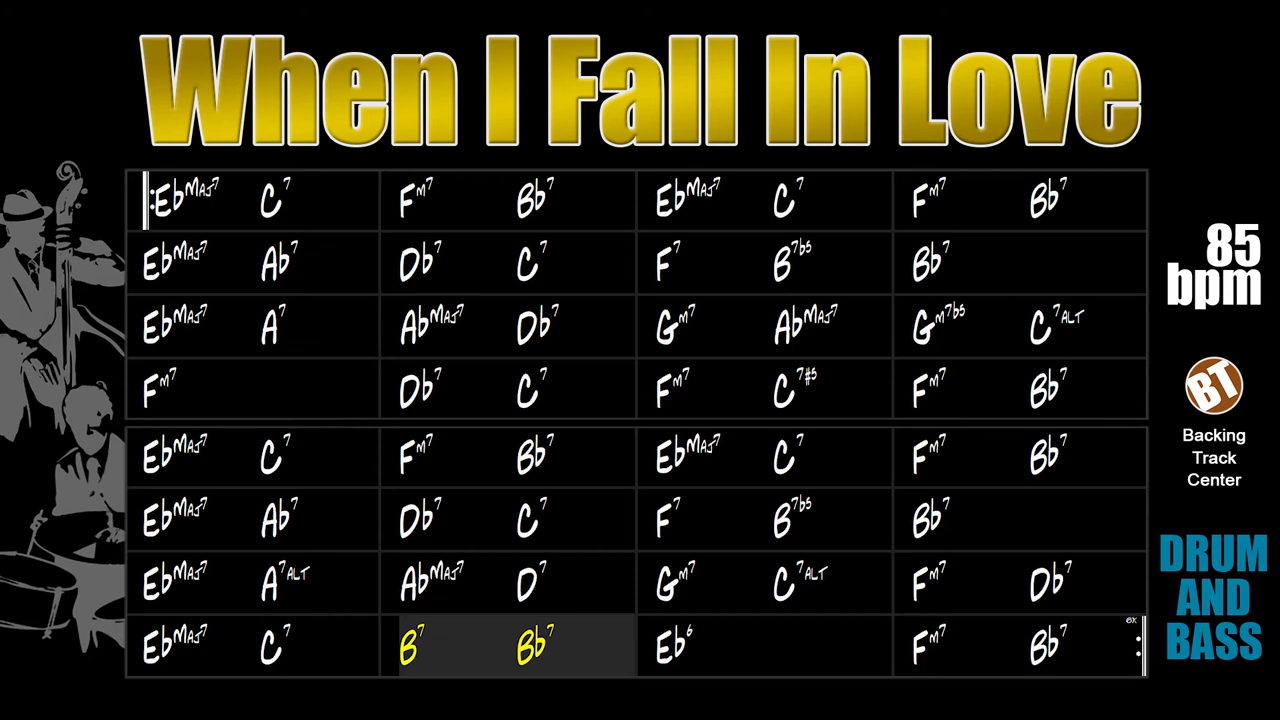 When I Fall In Love
EbMAJ7 C7 Fm7 Bb7 EbMAJ7 C7 Fm7 Bb7
EbMAJ7 Ab7 Db7 C7 F7 B7b5 Bb7
EbMAJ7 A7 AbMAJ7 Db7 Gm7 AbMAJ7 Gm7b5 C7ALT
Fm7 Db7 C7 Fm7 C7#5 Fm7 Bb7
EbMAJ7 C7 Fm7 Bb7 EbMAJ7 C7 Fm7 Bb7
EbMAJ7 Ab7 Db7 C7 F7 B7b5 Bb7
EbMAJ7 A7ALT AbMAJ7 D7 Gm7 C7ALT Fm7 Db7
EbMAJ7 C7 B7 Bb7 Eb6 Fm7 Bb7
85
bpm
BT
Backing
Track
Center
DRUM
AND
BASS